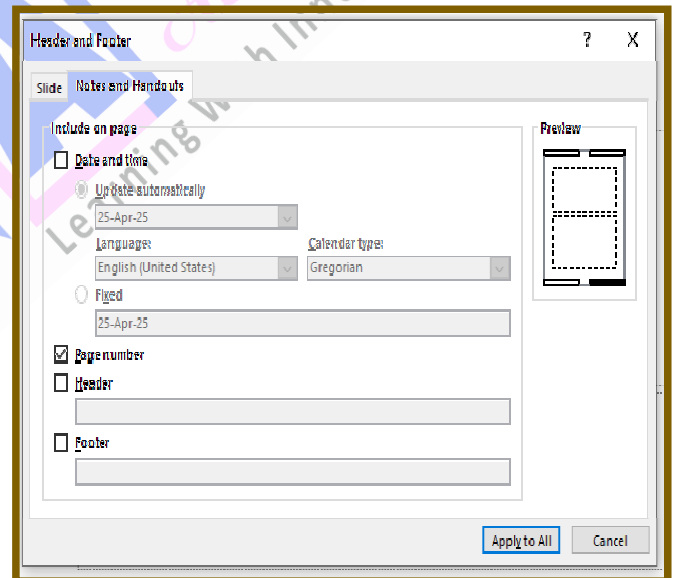 Header and Footer ? X
Slide Notes and Handouts
Include on page
Preview
Date and time
Update automatically
25-Apr-25
Language: Calendar type:
English (United States) Gregorian
Fixed
25-Apr-25
Page number
Header
Footer
Apply to All Cancel
Learning With